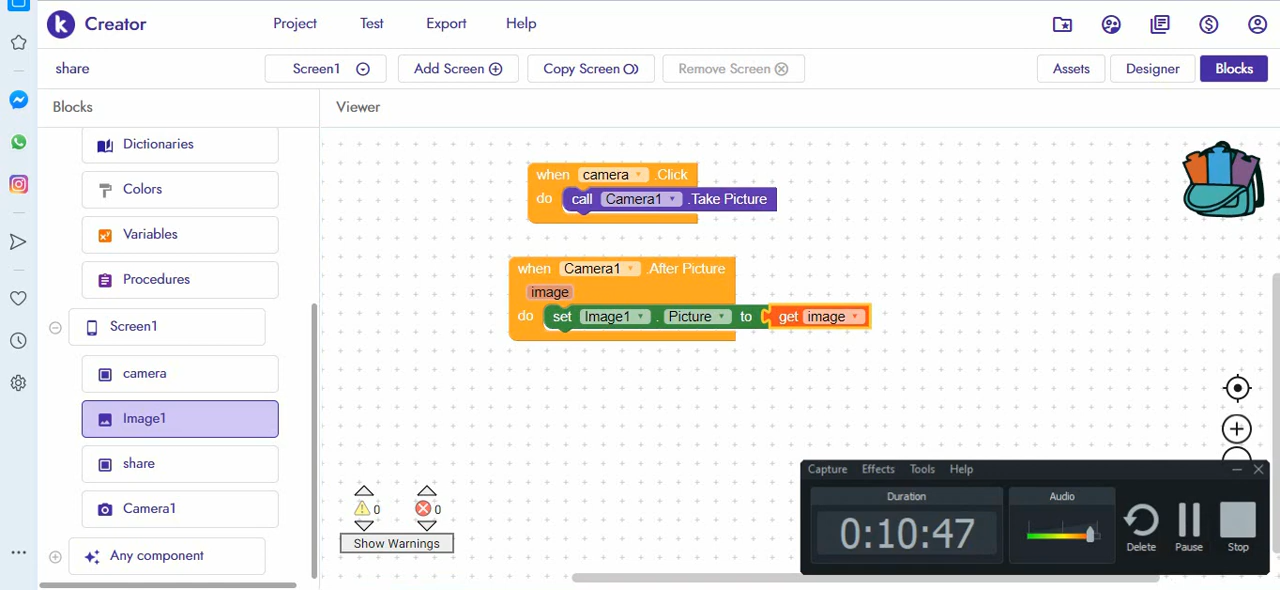 k Creator Project Test Export Help
share Screen1 Add Screen Copy Screen Remove Screen Assets Designer Blocks
Blocks Viewer
Dictionaries
Colors
Variables
Procedures
Screen1
camera
Image1
share
Camera1
Any component
when camera .Click
do call Camera1 .Take Picture
when Camera1 .After Picture
image
do set Image1 . Picture to get image
0 0
Show Warnings
Capture Effects Tools Help
Duration Audio
0:10:47
Delete Pause Stop